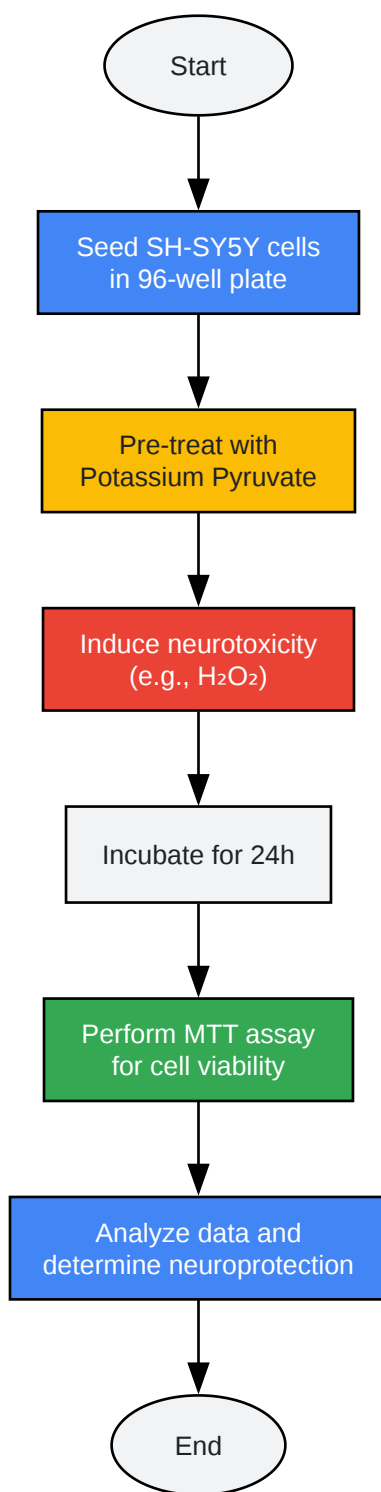 Start
Seed SH-SY5Y cells
in 96-well plate
Pre-treat with
Potassium Pyruvate
Induce neurotoxicity
(e.g., H₂O₂)
Incubate for 24h
Perform MTT assay
for cell viability
Analyze data and
determine neuroprotection
End